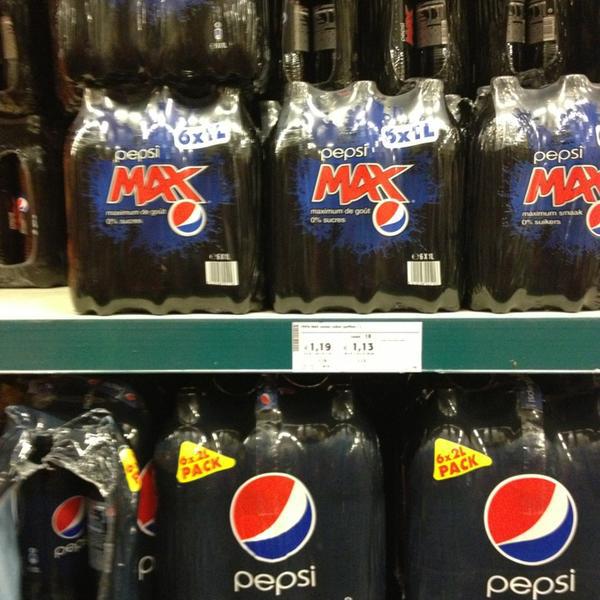 6x1L
pepsi
MAX
maximum de goût
0% sucres
6X1L
6x1L
pepsi
MAX
maximum de goût
0% sucres
6X1L
pepsi
MAX
maximum smaak
0% suikers
€1,19 €1,13
6x2L
PACK
pepsi
6x2L
PACK
pepsi